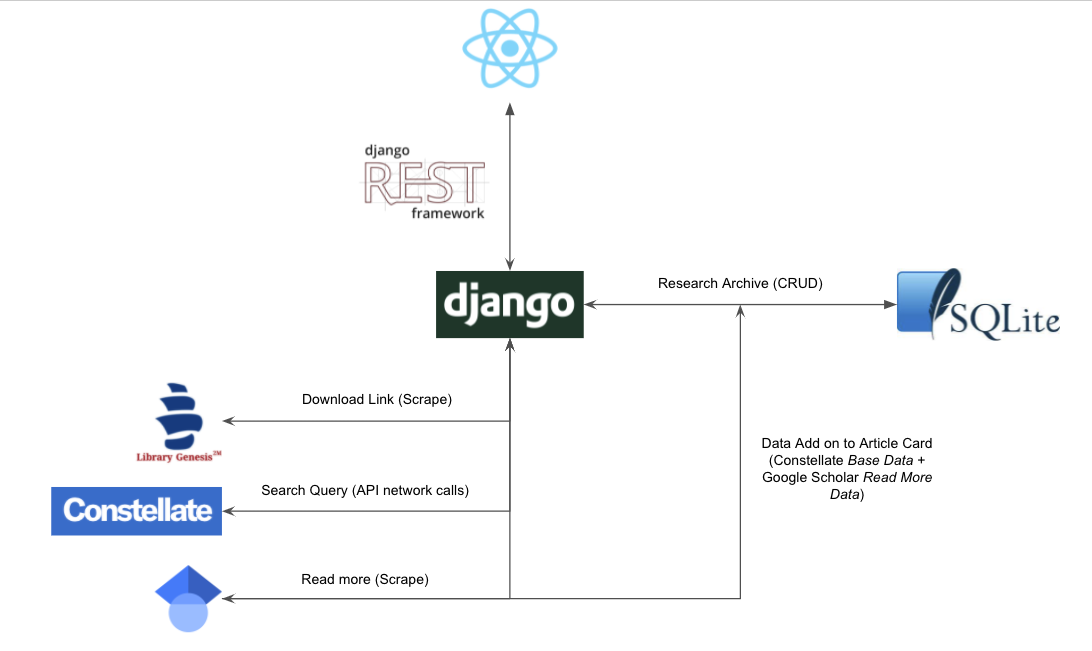 django
REST
framework
django
Research Archive (CRUD)
SQLite
Download Link (Scrape)
Library Genesis™
Data Add on to Article Card
(Constellate Base Data +
Google Scholar Read More
Data)
Search Query (API network calls)
Constellate
Read more (Scrape)